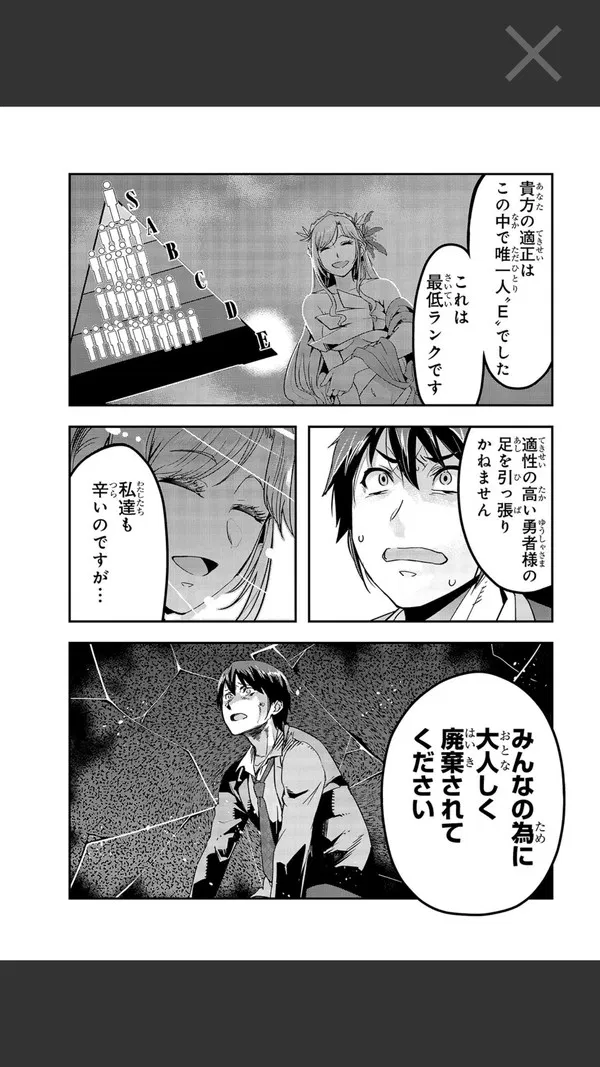 貴方の適正は
この中で唯一人〝E〟でした
これは
最低ランクです
S
A
B
C
D
E
適性の高い勇者様の
足を引っ張り
かねません
私達も
辛いのですが…
みんなの為に
大人しく
廃棄されて
ください